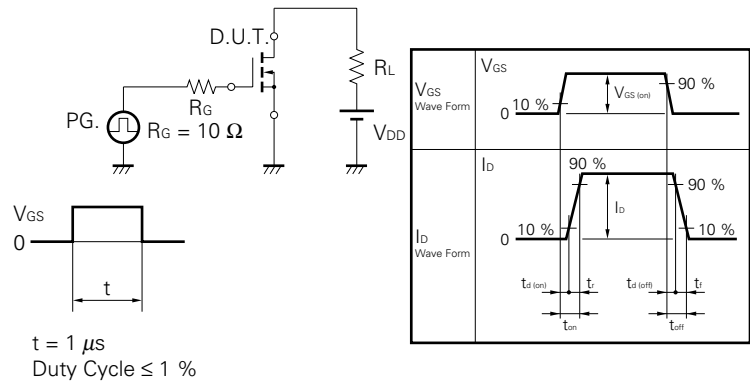 D.U.T.
RL
RG
PG.
RG = 10 Ω
VDD
VGS
0
t
t = 1 μs
Duty Cycle ≤ 1 %
VGS
Wave Form
VGS
10 %
0
VGS (on)
90 %
ID
Wave Form
ID
90 %
90 %
10 %
0
ID
10 %
td (on)
tr
td (off)
tf
ton
toff